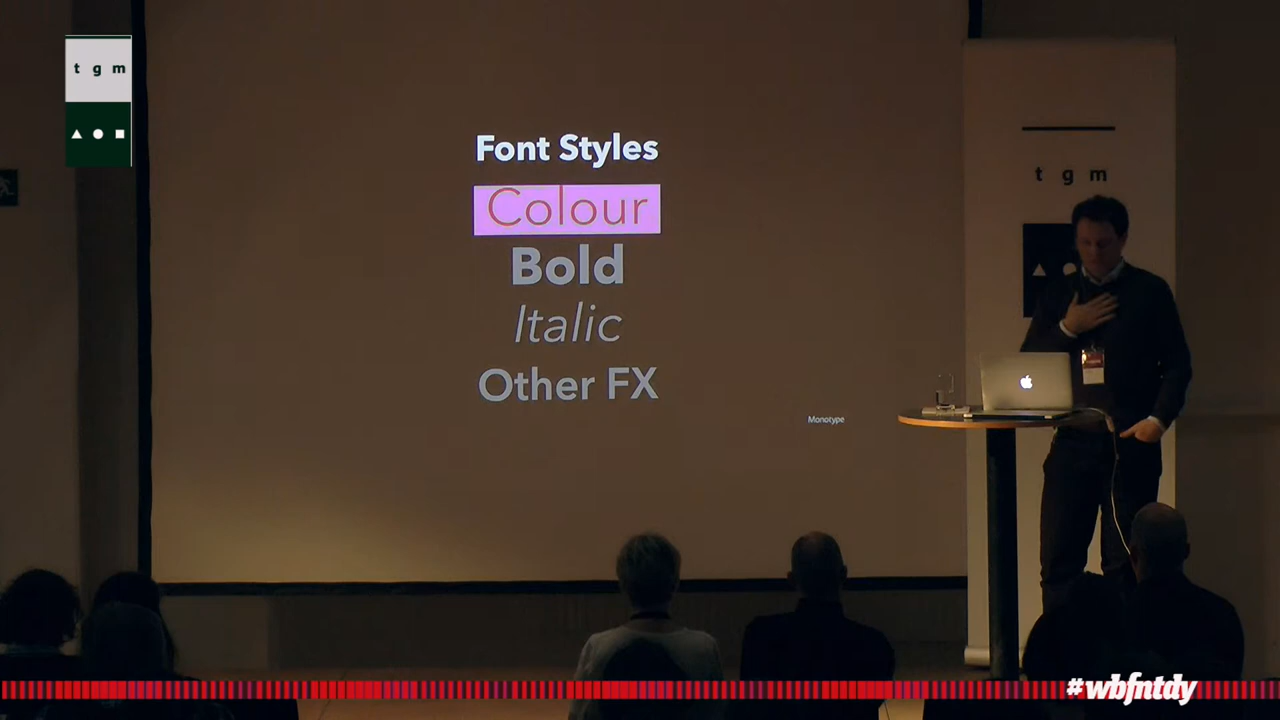 t g m
Font Styles
Colour
Bold
Italic
Other FX
Monotype
t g m
#wbfntdy